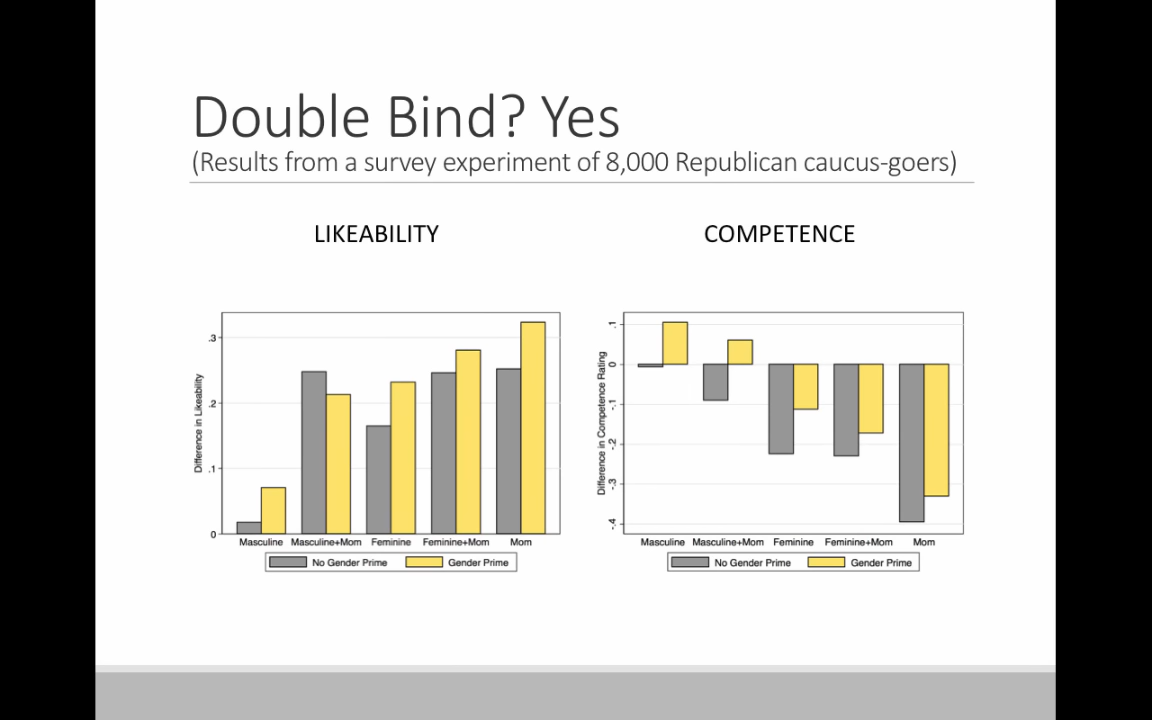 Double Bind? Yes
(Results from a survey experiment of 8,000 Republican caucus-goers)
LIKEABILITY
COMPETENCE
Difference in Likeability
.3
.2
.1
0
Masculine Masculine+Mom Feminine Feminine+Mom Mom
No Gender Prime Gender Prime
Difference in Competence Rating
.1
0
-.1
-.2
-.3
-.4
Masculine Masculine+Mom Feminine Feminine+Mom Mom
No Gender Prime Gender Prime